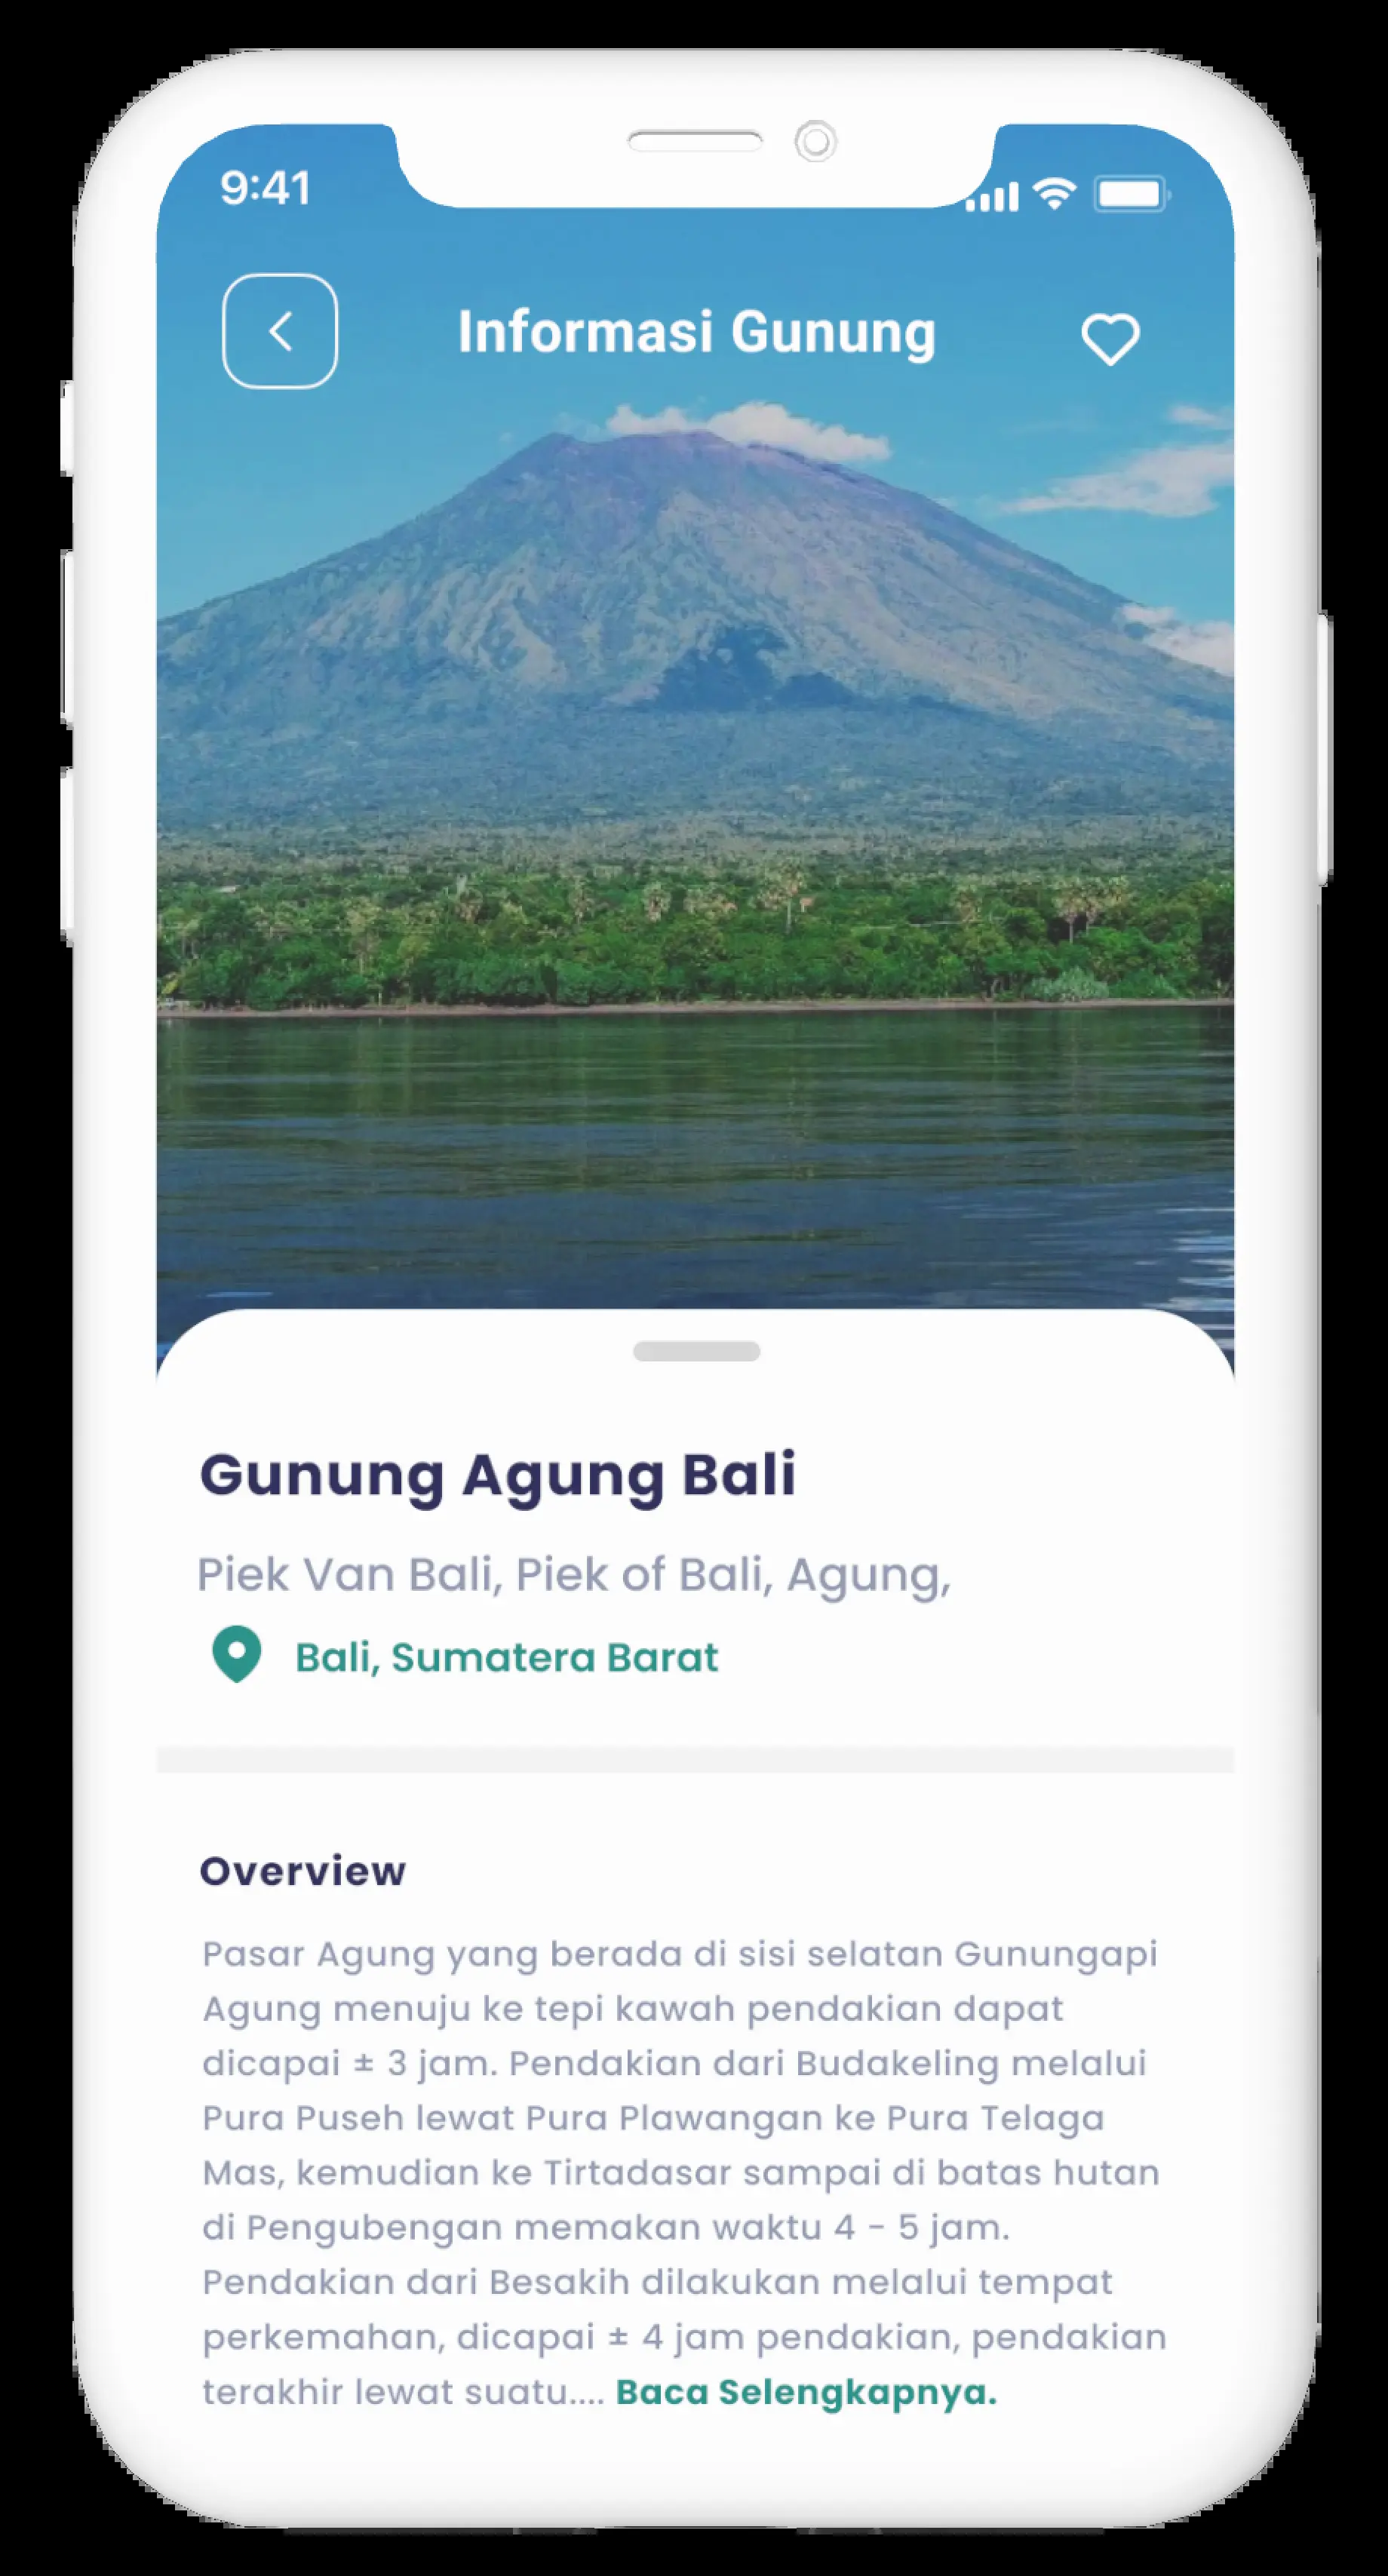 9:41
Informasi Gunung
Gunung Agung Bali
Piek Van Bali, Piek of Bali, Agung,
Bali, Sumatera Barat
Overview
Pasar Agung yang berada di sisi selatan Gunungapi
Agung menuju ke tepi kawah pendakian dapat
dicapai ± 3 jam. Pendakian dari Budakeling melalui
Pura Puseh lewat Pura Plawangan ke Pura Telaga
Mas, kemudian ke Tirtadasar sampai di batas hutan
di Pengubengan memakan waktu 4 - 5 jam.
Pendakian dari Besakih dilakukan melalui tempat
perkemahan, dicapai ± 4 jam pendakian, pendakian
terakhir lewat suatu.... Baca Selengkapnya.